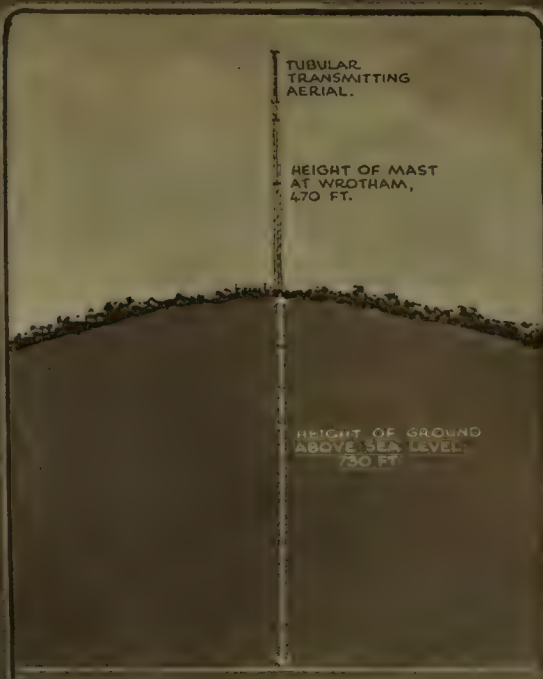 TUBULAR
TRANSMITTING
AERIAL.
HEIGHT OF MAST
AT WROTHAM,
470 FT.
HEIGHT OF GROUND
ABOVE SEA LEVEL
730 FT